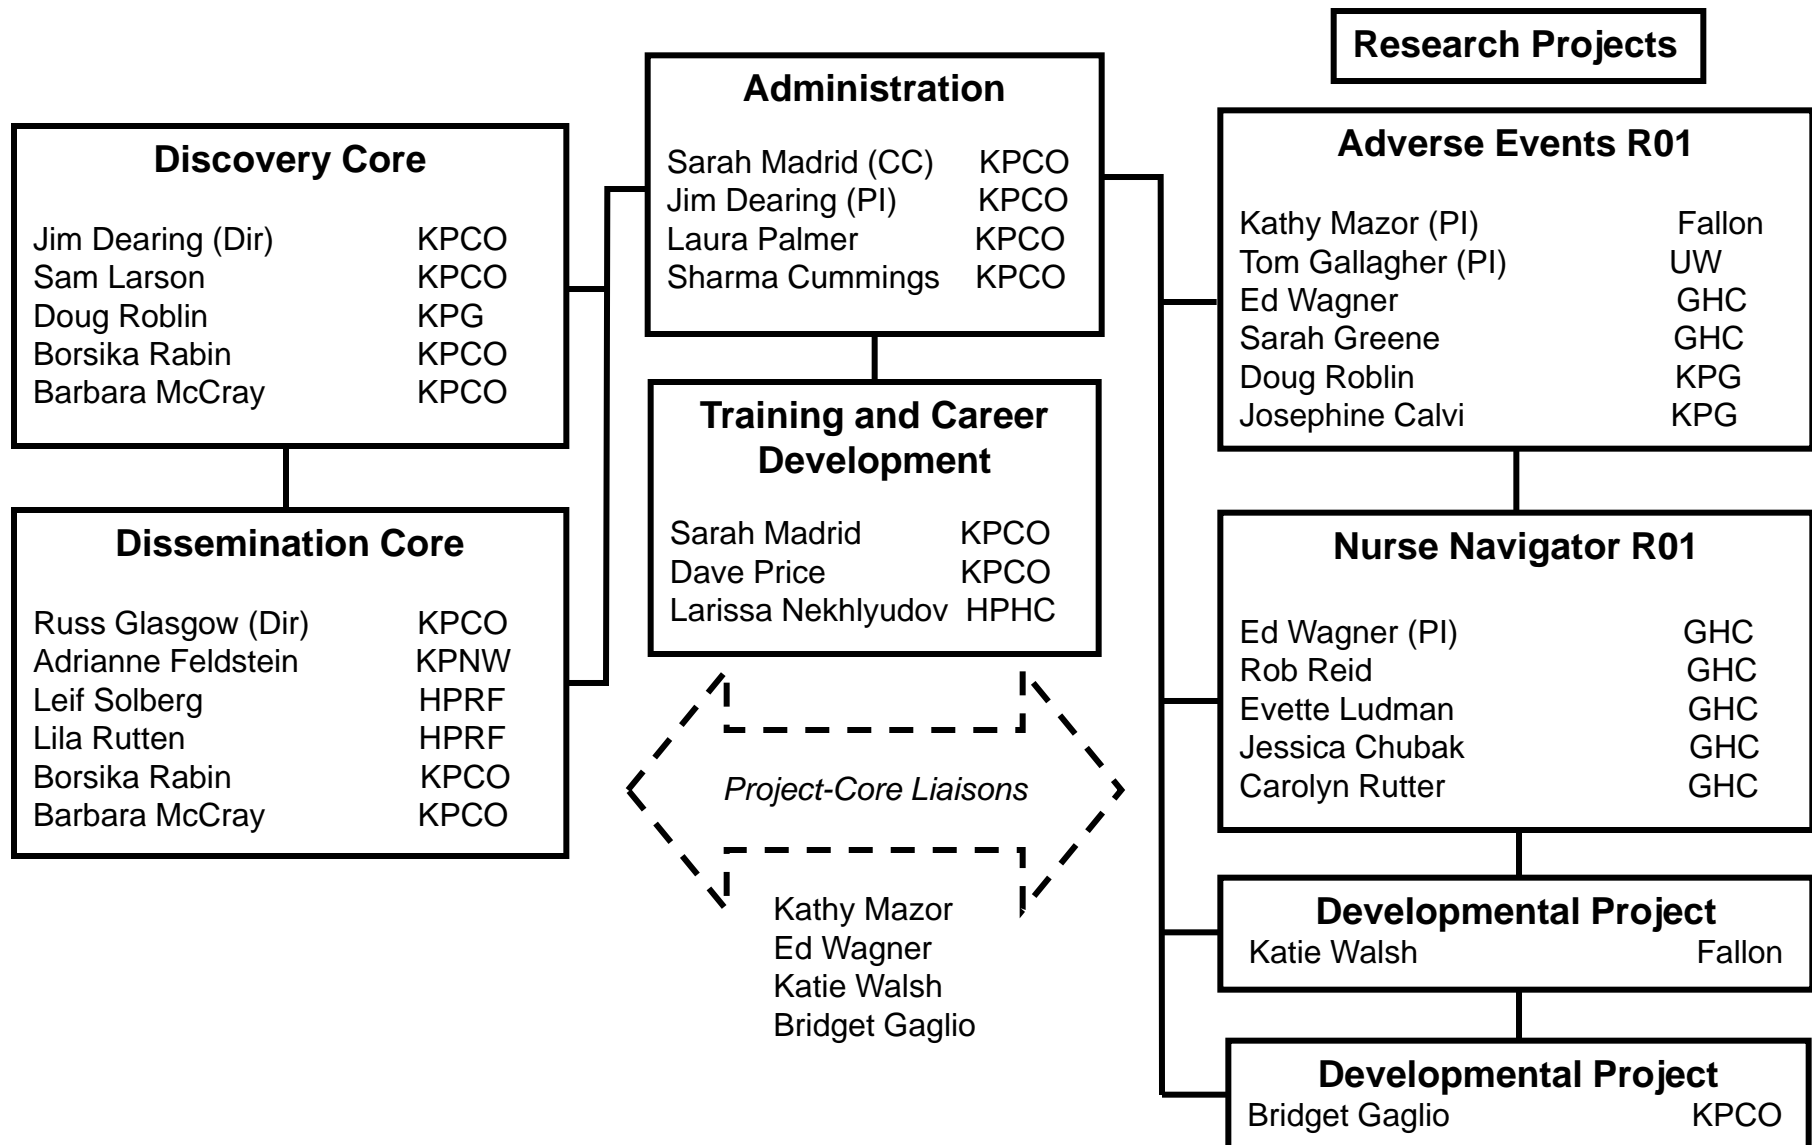 Research Projects
Administration
Sarah Madrid (CC) KPCO
Jim Dearing (PI) KPCO
Laura Palmer KPCO
Sharma Cummings KPCO
Discovery Core
Jim Dearing (Dir) KPCO
Sam Larson KPCO
Doug Roblin KPG
Borsika Rabin KPCO
Barbara McCray KPCO
Adverse Events R01
Kathy Mazor (PI) Fallon
Tom Gallagher (PI) UW
Ed Wagner GHC
Sarah Greene GHC
Doug Roblin KPG
Josephine Calvi KPG
Training and Career
Development
Sarah Madrid KPCO
Dave Price KPCO
Larissa Nekhlyudov HPHC
Dissemination Core
Russ Glasgow (Dir) KPCO
Adrianne Feldstein KPNW
Leif Solberg HPRF
Lila Rutten HPRF
Borsika Rabin KPCO
Barbara McCray KPCO
Nurse Navigator R01
Ed Wagner (PI) GHC
Rob Reid GHC
Evette Ludman GHC
Jessica Chubak GHC
Carolyn Rutter GHC
Project-Core Liaisons
Kathy Mazor
Ed Wagner
Katie Walsh
Bridget Gaglio
Developmental Project
Katie Walsh Fallon
Developmental Project
Bridget Gaglio KPCO